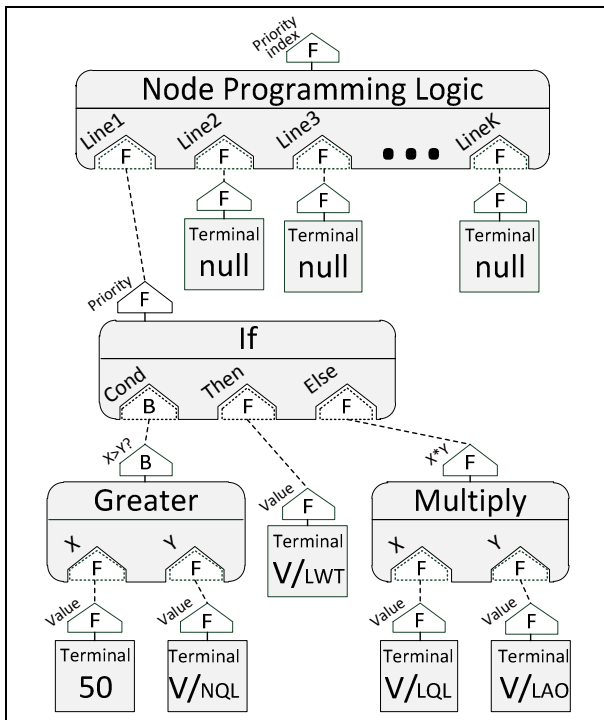 Priority index
F
Node Programming Logic
Line1 Line2 Line3 LineK
F F F F
F F F
Terminal Terminal Terminal
null null null
Priority F
If
Cond Then Else
B F F
X>Y? B
X*Y F
Greater
Multiply
Value F
X Y
F F
Terminal
V/LWT
X Y
F F
Value F Value F Value F Value F
Terminal Terminal Terminal Terminal
50 V/NQL V/LQL V/LAO